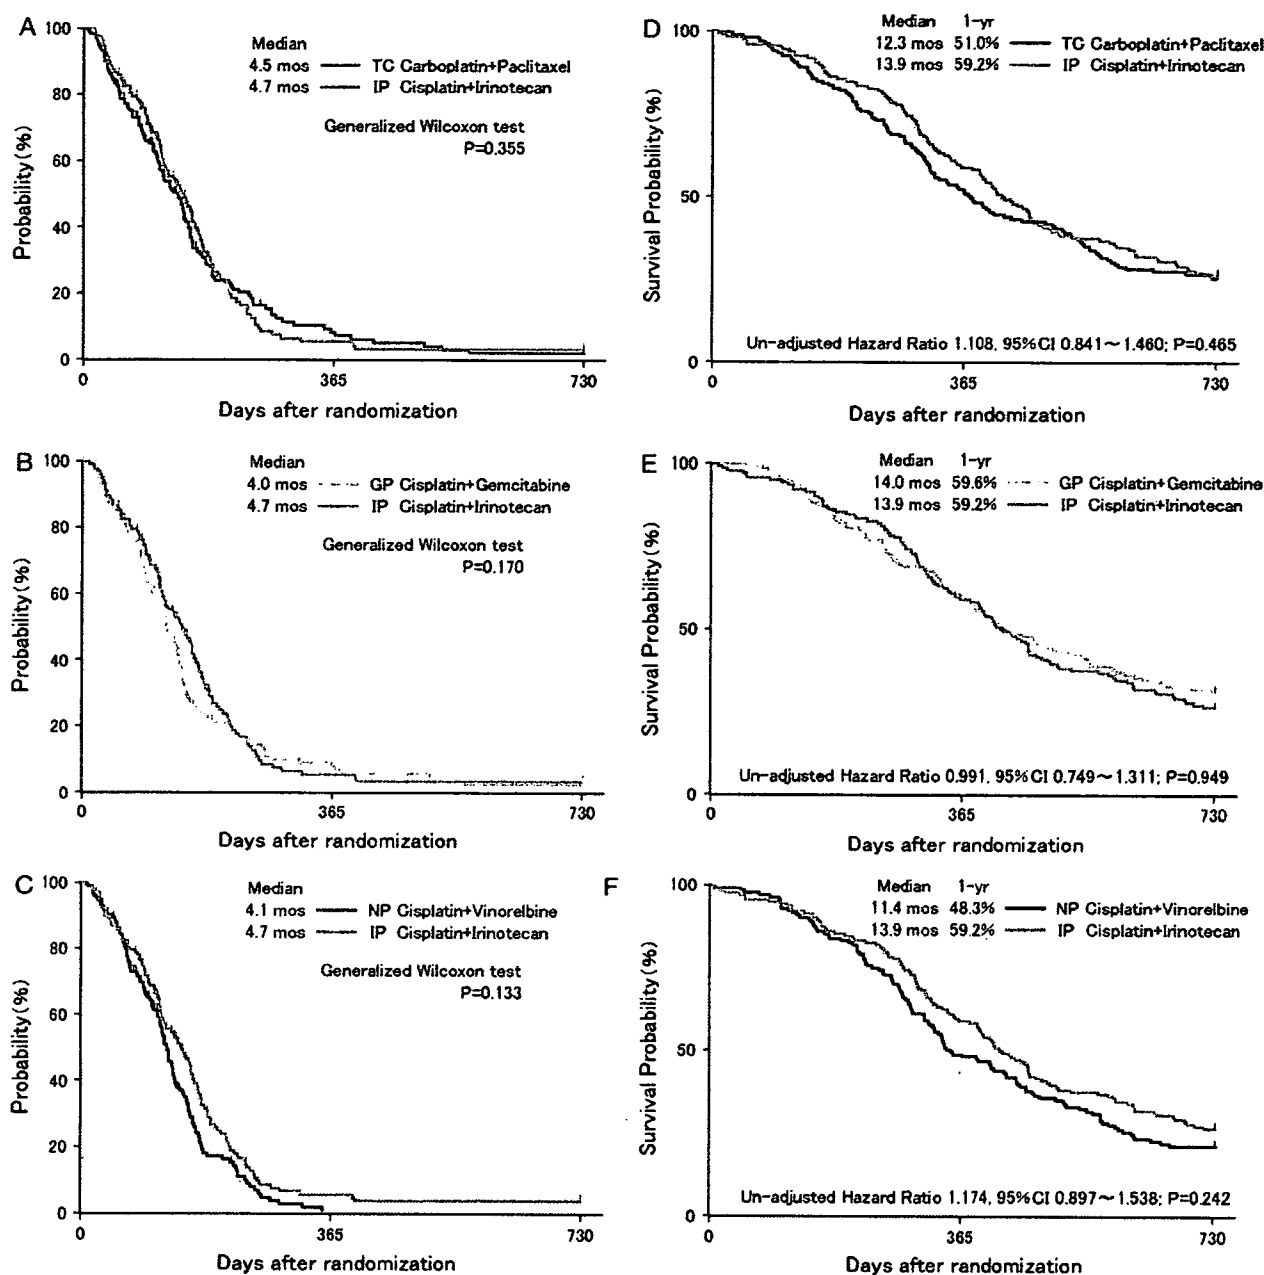 A
Median
4.5 mos TC Carboplatin+Paclitaxel
4.7 mos IP Cisplatin+Irinotecan
Generalized Wilcoxon test
P=0.355
Probability(%)
100
80
60
40
20
0
0 365 730
Days after randomization
D
Median 1-yr
12.3 mos 51.0% TC Carboplatin+Paclitaxel
13.9 mos 59.2% IP Cisplatin+Irinotecan
Survival Probability(%)
100
50
0
Un-adjusted Hazard Ratio 1.108, 95%CI 0.841～1.460; P=0.465
0 365 730
Days after randomization
B
Median
4.0 mos GP Cisplatin+Gemcitabine
4.7 mos IP Cisplatin+Irinotecan
Generalized Wilcoxon test
P=0.170
Probability(%)
100
80
60
40
20
0
0 365 730
Days after randomization
E
Median 1-yr
14.0 mos 59.6% GP Cisplatin+Gemcitabine
13.9 mos 59.2% IP Cisplatin+Irinotecan
Survival Probability(%)
100
50
0
Un-adjusted Hazard Ratio 0.991, 95%CI 0.749～1.311; P=0.949
0 365 730
Days after randomization
C
Median
4.1 mos NP Cisplatin+Vinorelbine
4.7 mos IP Cisplatin+Irinotecan
Generalized Wilcoxon test
P=0.133
Probability(%)
100
80
60
40
20
0
0 365 730
Days after randomization
F
Median 1-yr
11.4 mos 48.3% NP Cisplatin+Vinorelbine
13.9 mos 59.2% IP Cisplatin+Irinotecan
Survival Probability(%)
100
50
0
Un-adjusted Hazard Ratio 1.174, 95%CI 0.897～1.538; P=0.242
0 365 730
Days after randomization